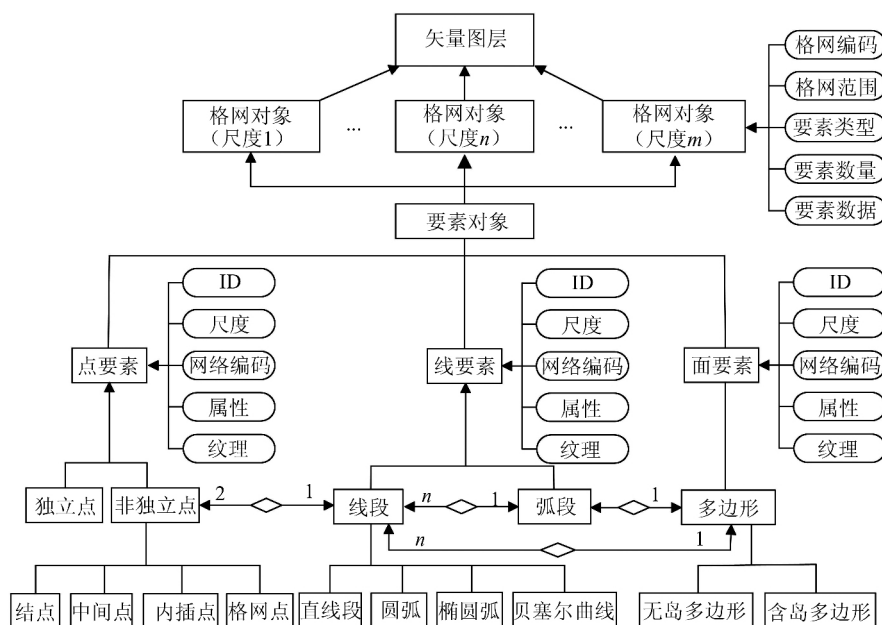 矢量图层
格网编码
格网范围
要素类型
要素数量
要素数据
格网对象
（尺度1）
...
格网对象
（尺度n）
...
格网对象
（尺度m）
要素对象
ID
尺度
网络编码
属性
纹理
点要素
ID
尺度
网络编码
属性
纹理
线要素
ID
尺度
网络编码
属性
纹理
面要素
独立点
非独立点
2
1
线段
n
1
弧段
1
多边形
n
1
结点
中间点
内插点
格网点
直线段
圆弧
椭圆弧
贝塞尔曲线
无岛多边形
含岛多边形